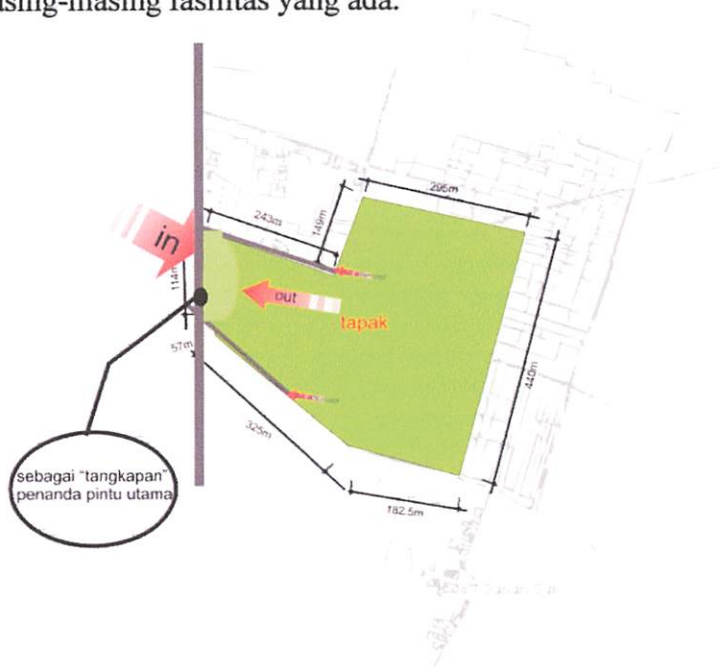 masing-masing fasilitas yang ada.
295m
243m
149m
in
114m
out
tapak
57m
440m
325m
sebagai "tangkapan"
penanda pintu utama
182.5m